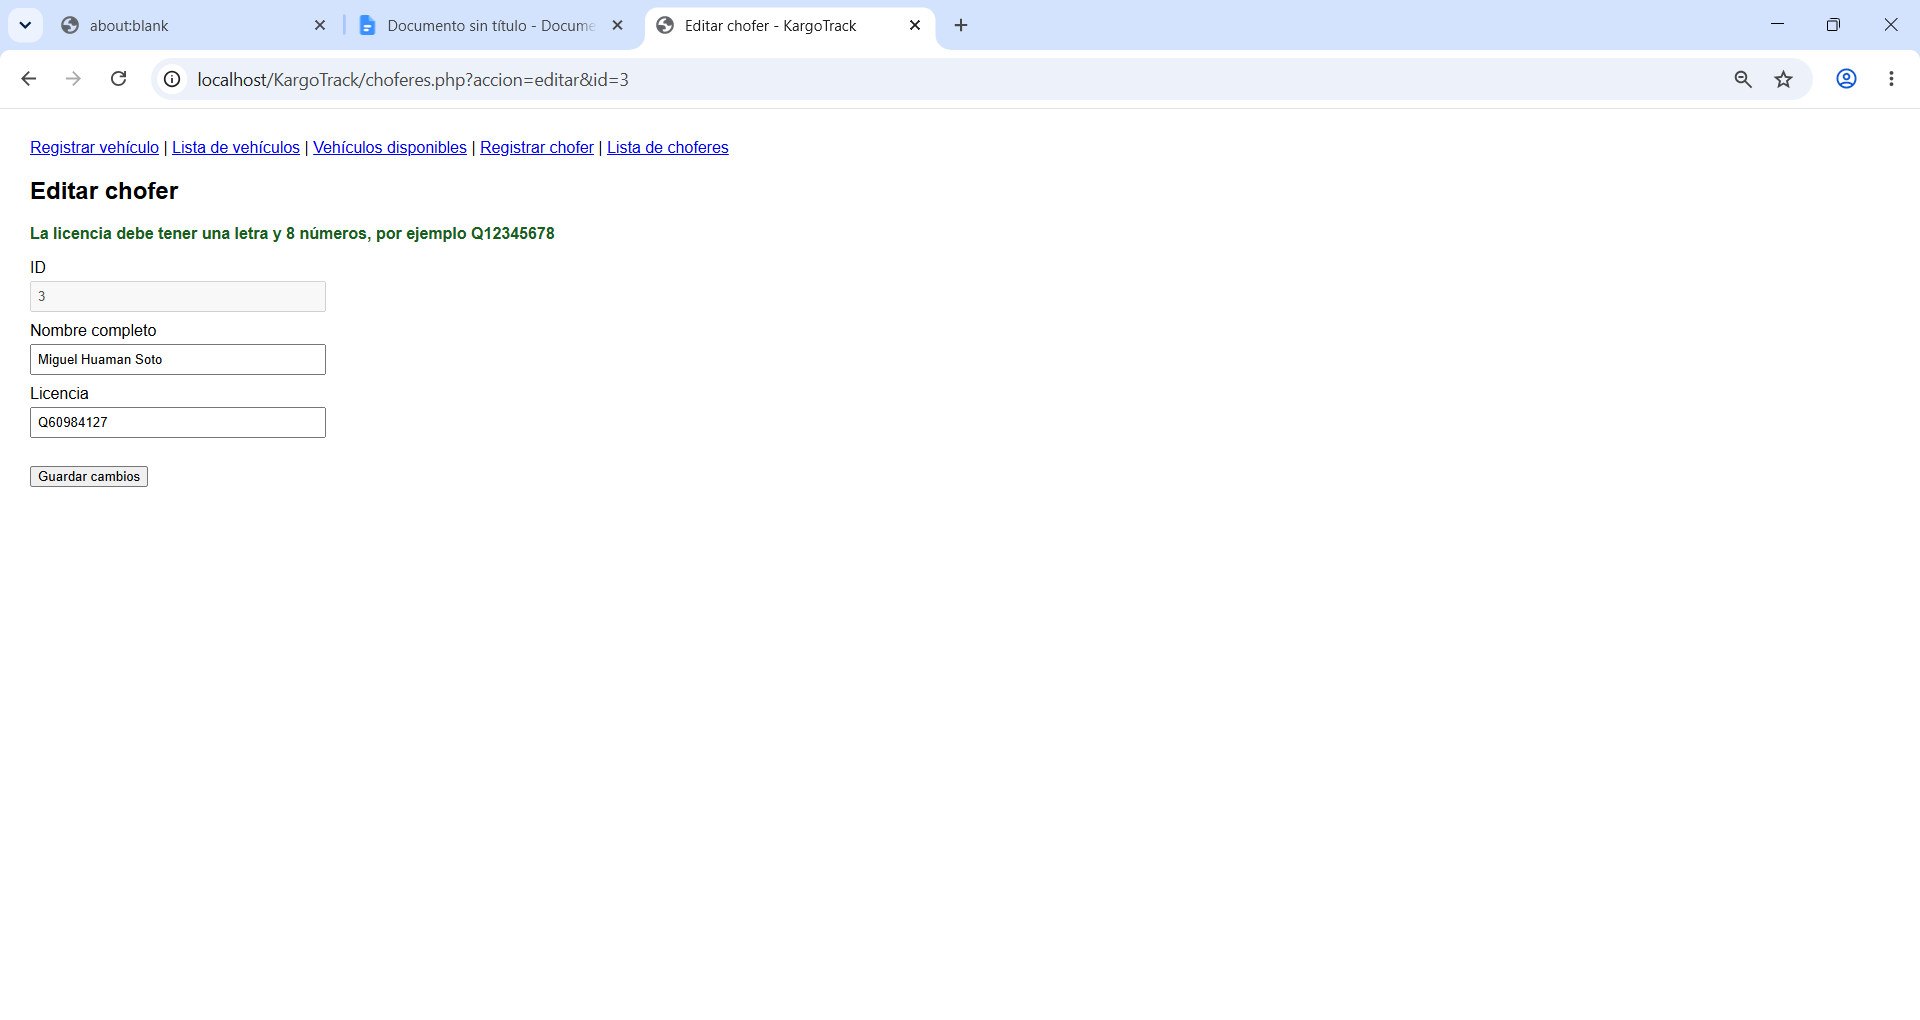 about:blank
Documento sin título - Docume
Editar chofer - KargoTrack
localhost/KargoTrack/choferes.php?accion=editar&id=3
Registrar vehículo | Lista de vehículos | Vehículos disponibles | Registrar chofer | Lista de choferes
Editar chofer
La licencia debe tener una letra y 8 números, por ejemplo Q12345678
ID
3
Nombre completo
Miguel Huaman Soto
Licencia
Q60984127
Guardar cambios